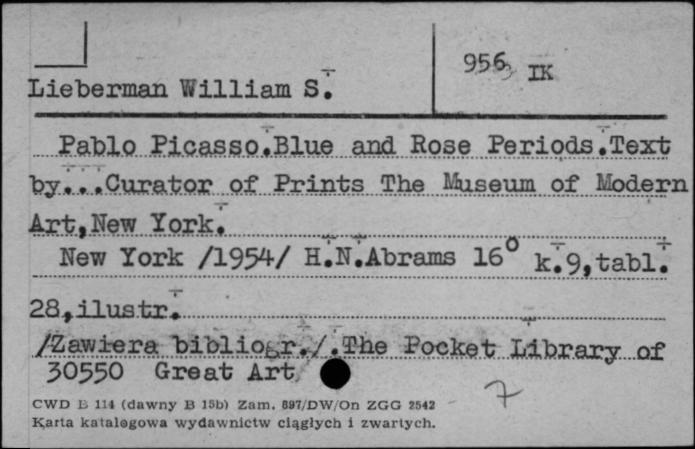 956 IK
Lieberman William S.
Pablo Picasso.Blue and Rose Periods.Text
by...Curator of Prints The Museum of Modern
Art,New York.
New York /1954/ H.N.Abrams 16° k.9,tabl.
28,ilustr.
/Zawiera bibliogr./.The Pocket Library of
30550 Great Art
7
CWD B 114 (dawny B 15b) Zam. 897/DW/On ZGG 2542
Karta katalogowa wydawnictw ciągłych i zwartych.